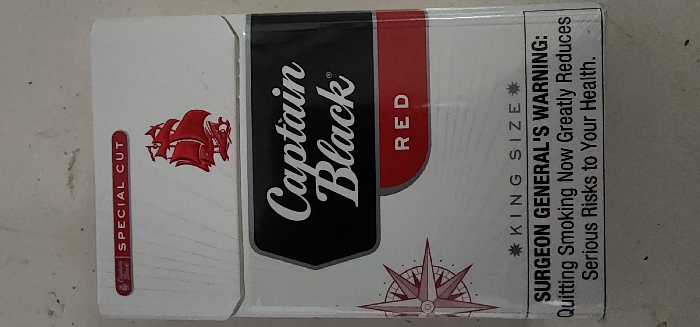 SPECIAL CUT
Captain
Black®
RED
KING SIZE
SURGEON GENERAL'S WARNING:
Quitting Smoking Now Greatly Reduces
Serious Risks to Your Health.